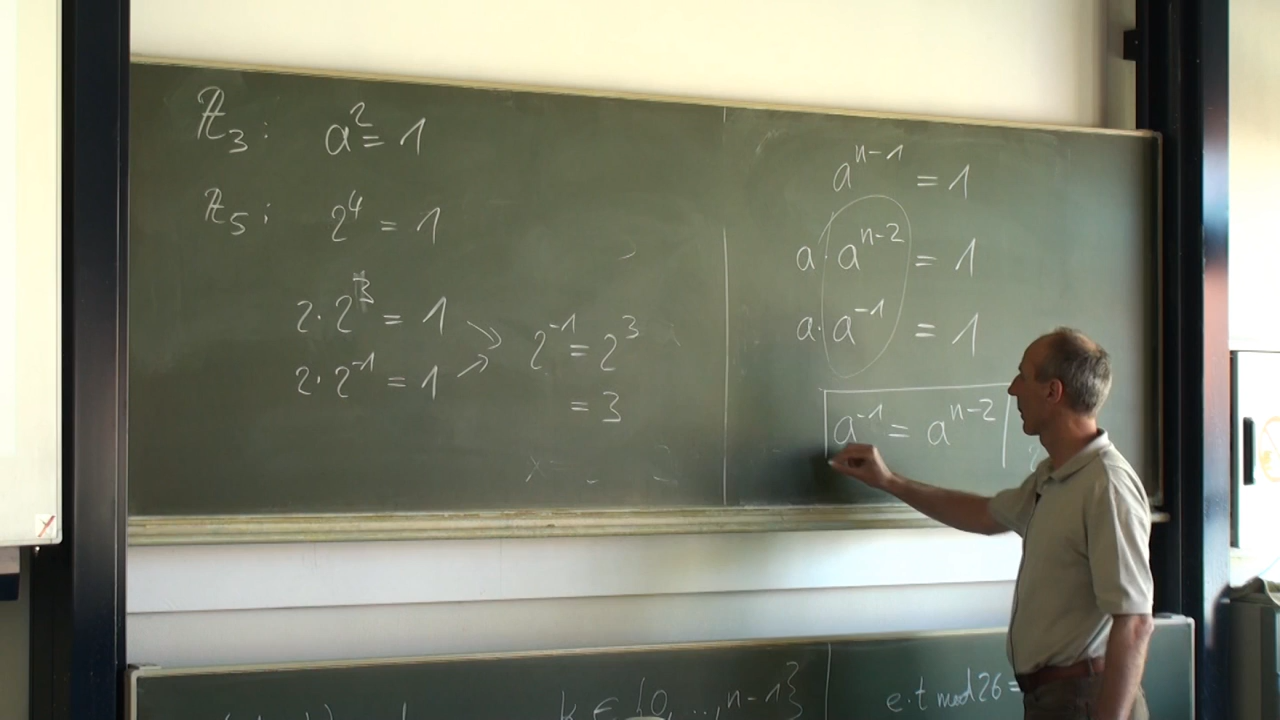 ℤ₃: a² = 1
ℤ₅: 2⁴ = 1
2·2³ = 1
2·2⁻¹ = 1
2⁻¹ = 2³
= 3
aⁿ⁻¹ = 1
a·aⁿ⁻² = 1
a·a⁻¹ = 1
a⁻¹ = aⁿ⁻²
k ∈ {0,...,n-1}
e·t mod 26 =